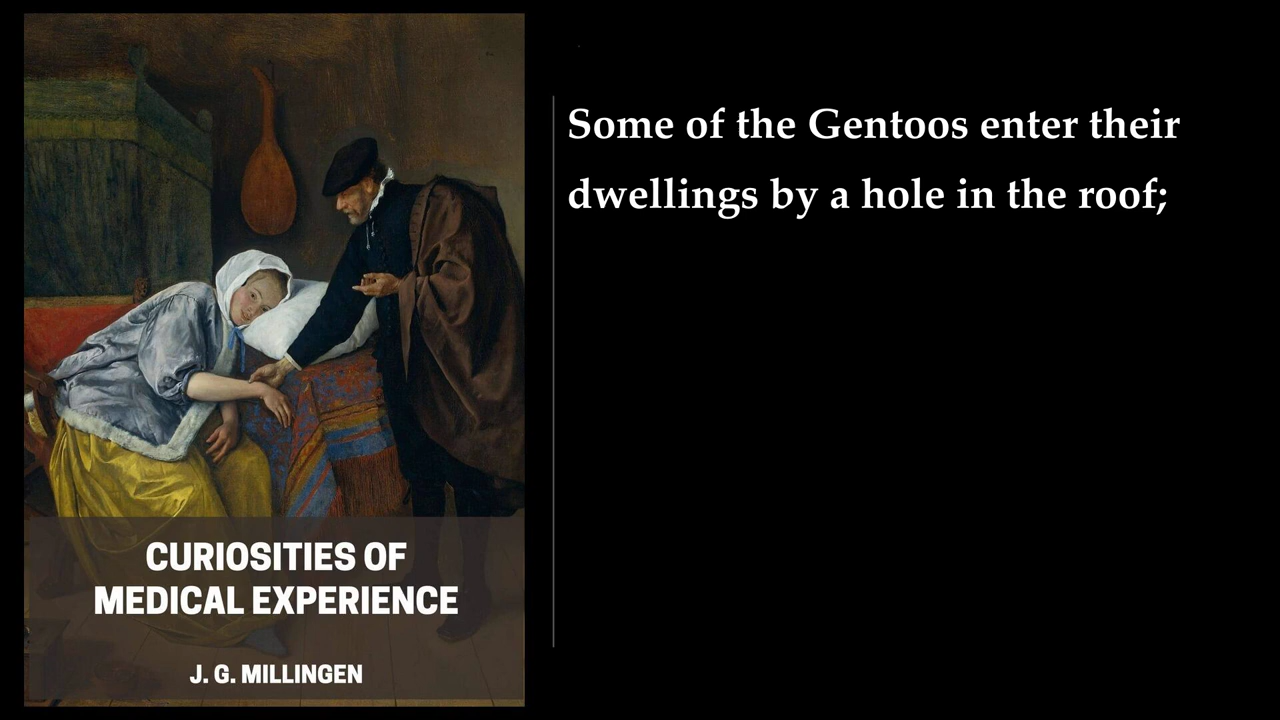 Some of the Gentoos enter their
dwellings by a hole in the roof;
CURIOSITIES OF
MEDICAL EXPERIENCE
J. G. MILLINGEN